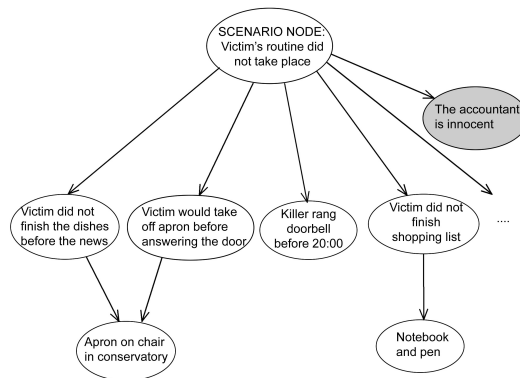 SCENARIO NODE:
Victim's routine did
not take place
The accountant
is innocent
Victim did not
finish the dishes
before the news
Victim would take
off apron before
answering the door
Killer rang
doorbell
before 20:00
Victim did not
finish
shopping list
....
Apron on chair
in conservatory
Notebook
and pen